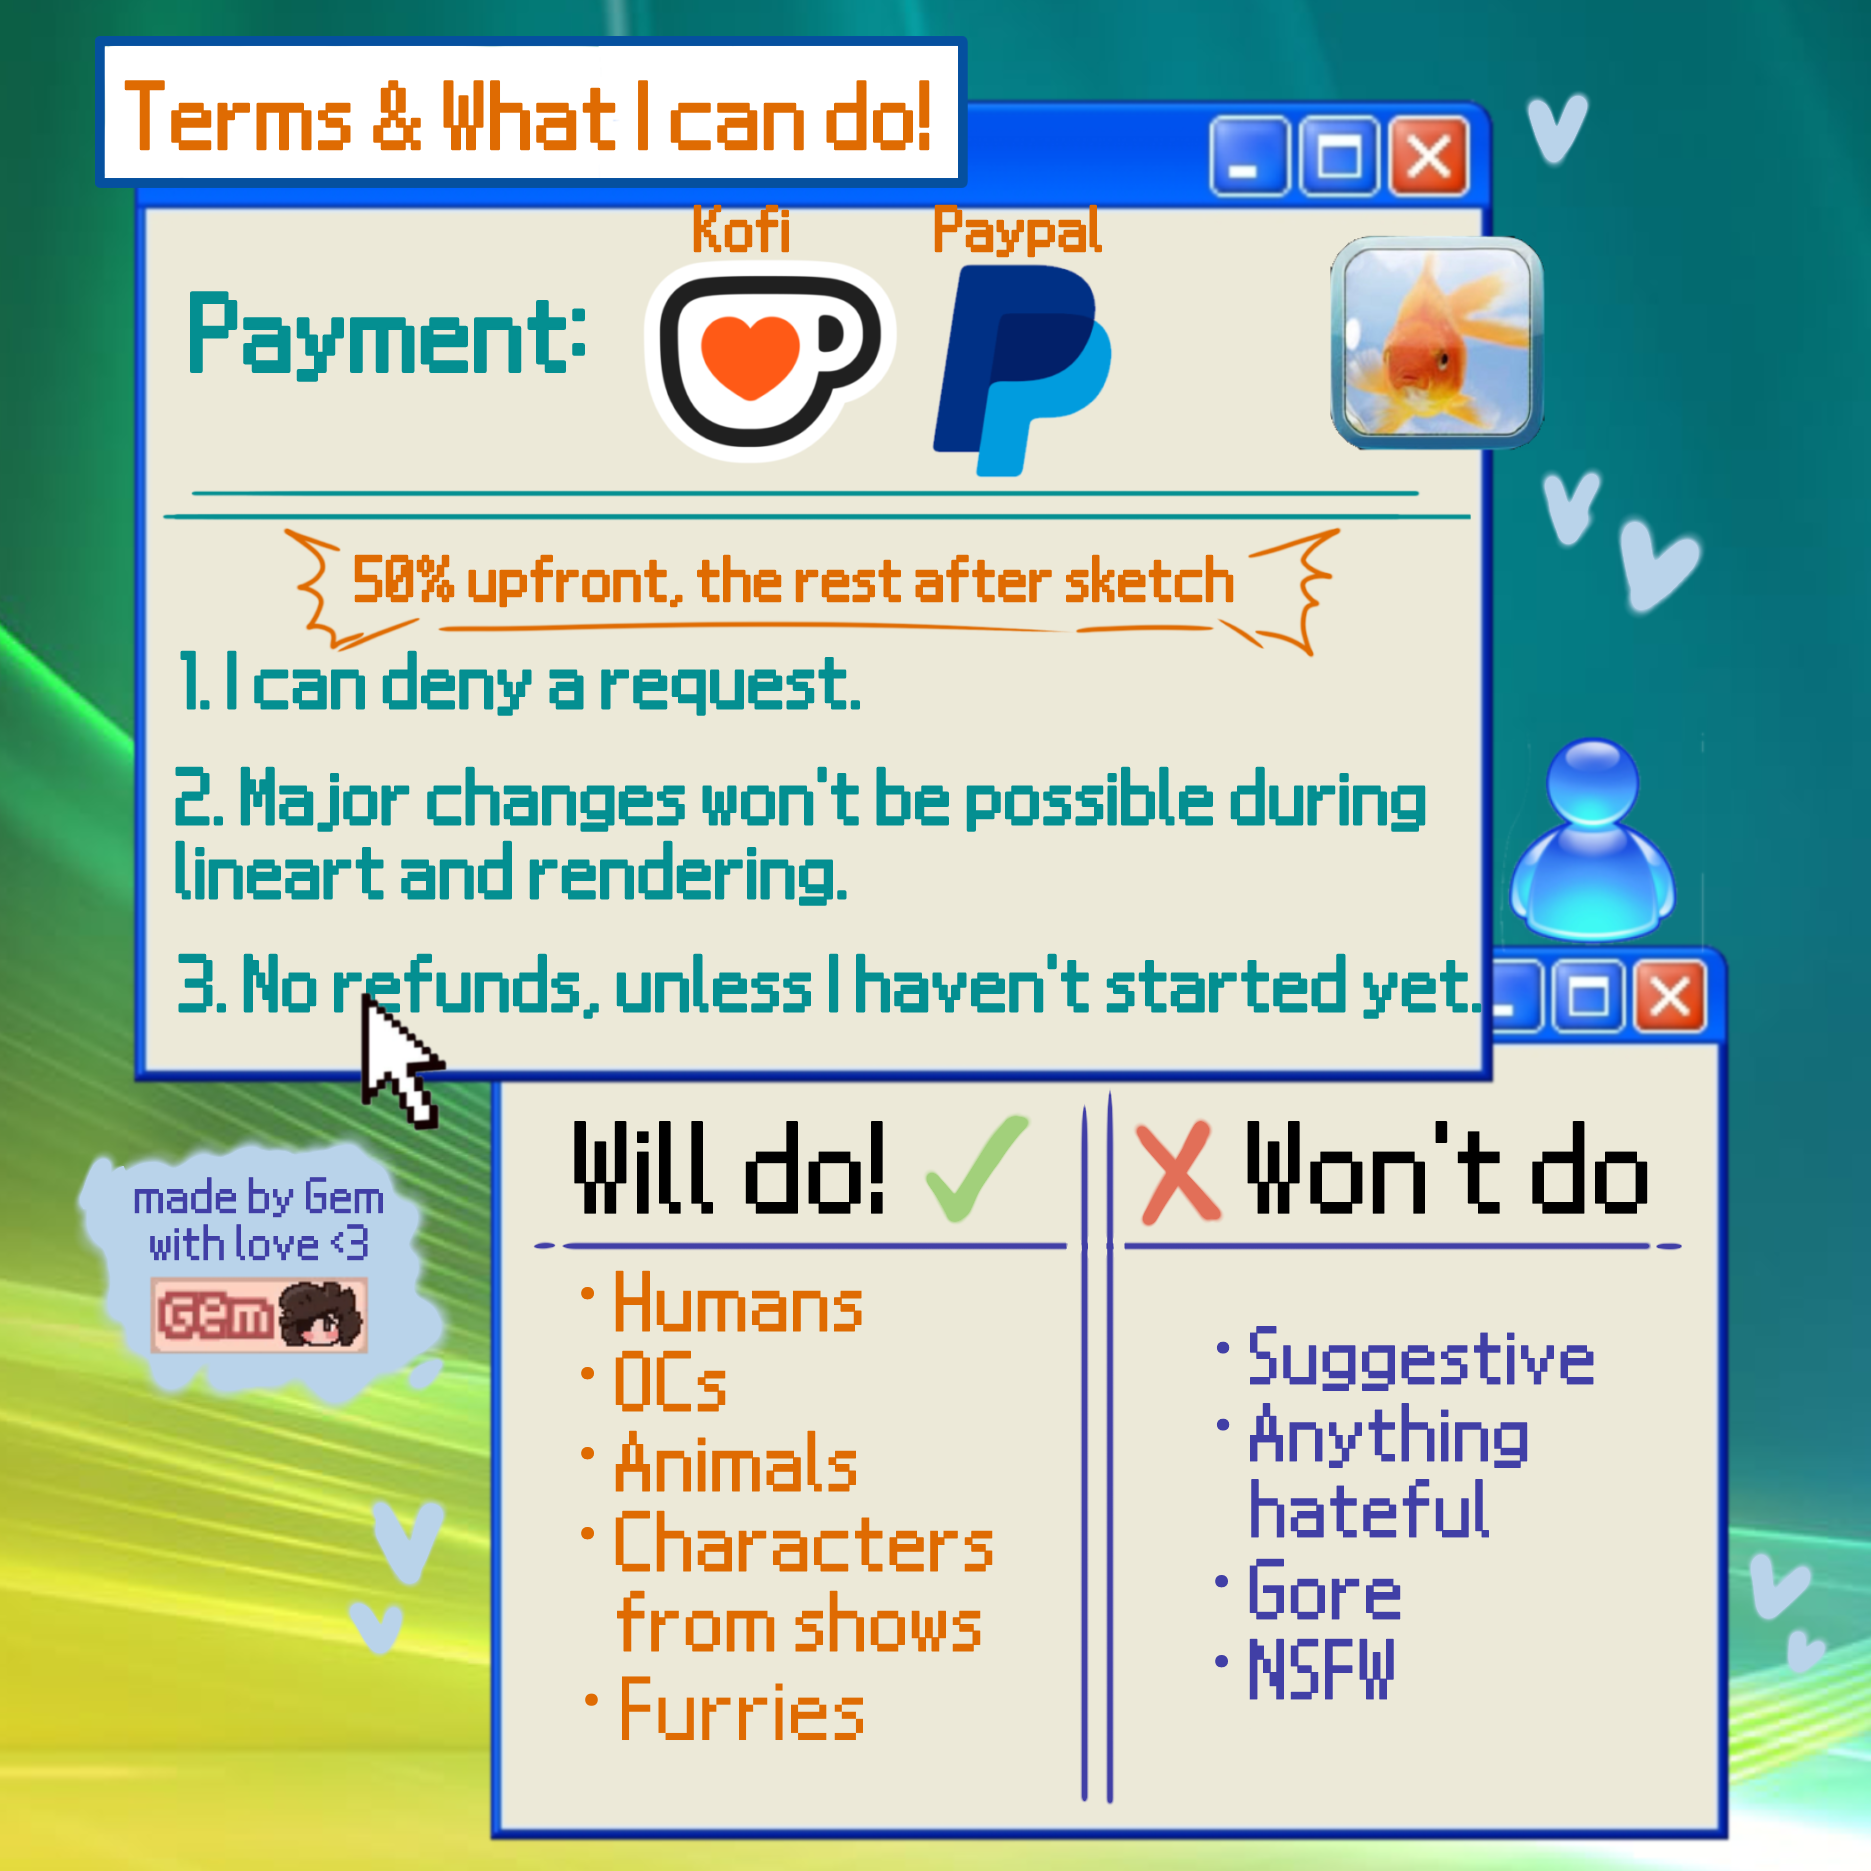 Terms & What I can do!
Kofi
Paypal
Payment:
50% upfront, the rest after sketch
1. I can deny a request.
2. Major changes won't be possible during
lineart and rendering.
3. No refunds, unless I haven't started yet.
Will do!
Humans
OCs
Animals
Characters
from shows
Furries
Won't do
Suggestive
Anything
hateful
Gore
NSFW
made by Gem
with love <3
Gem